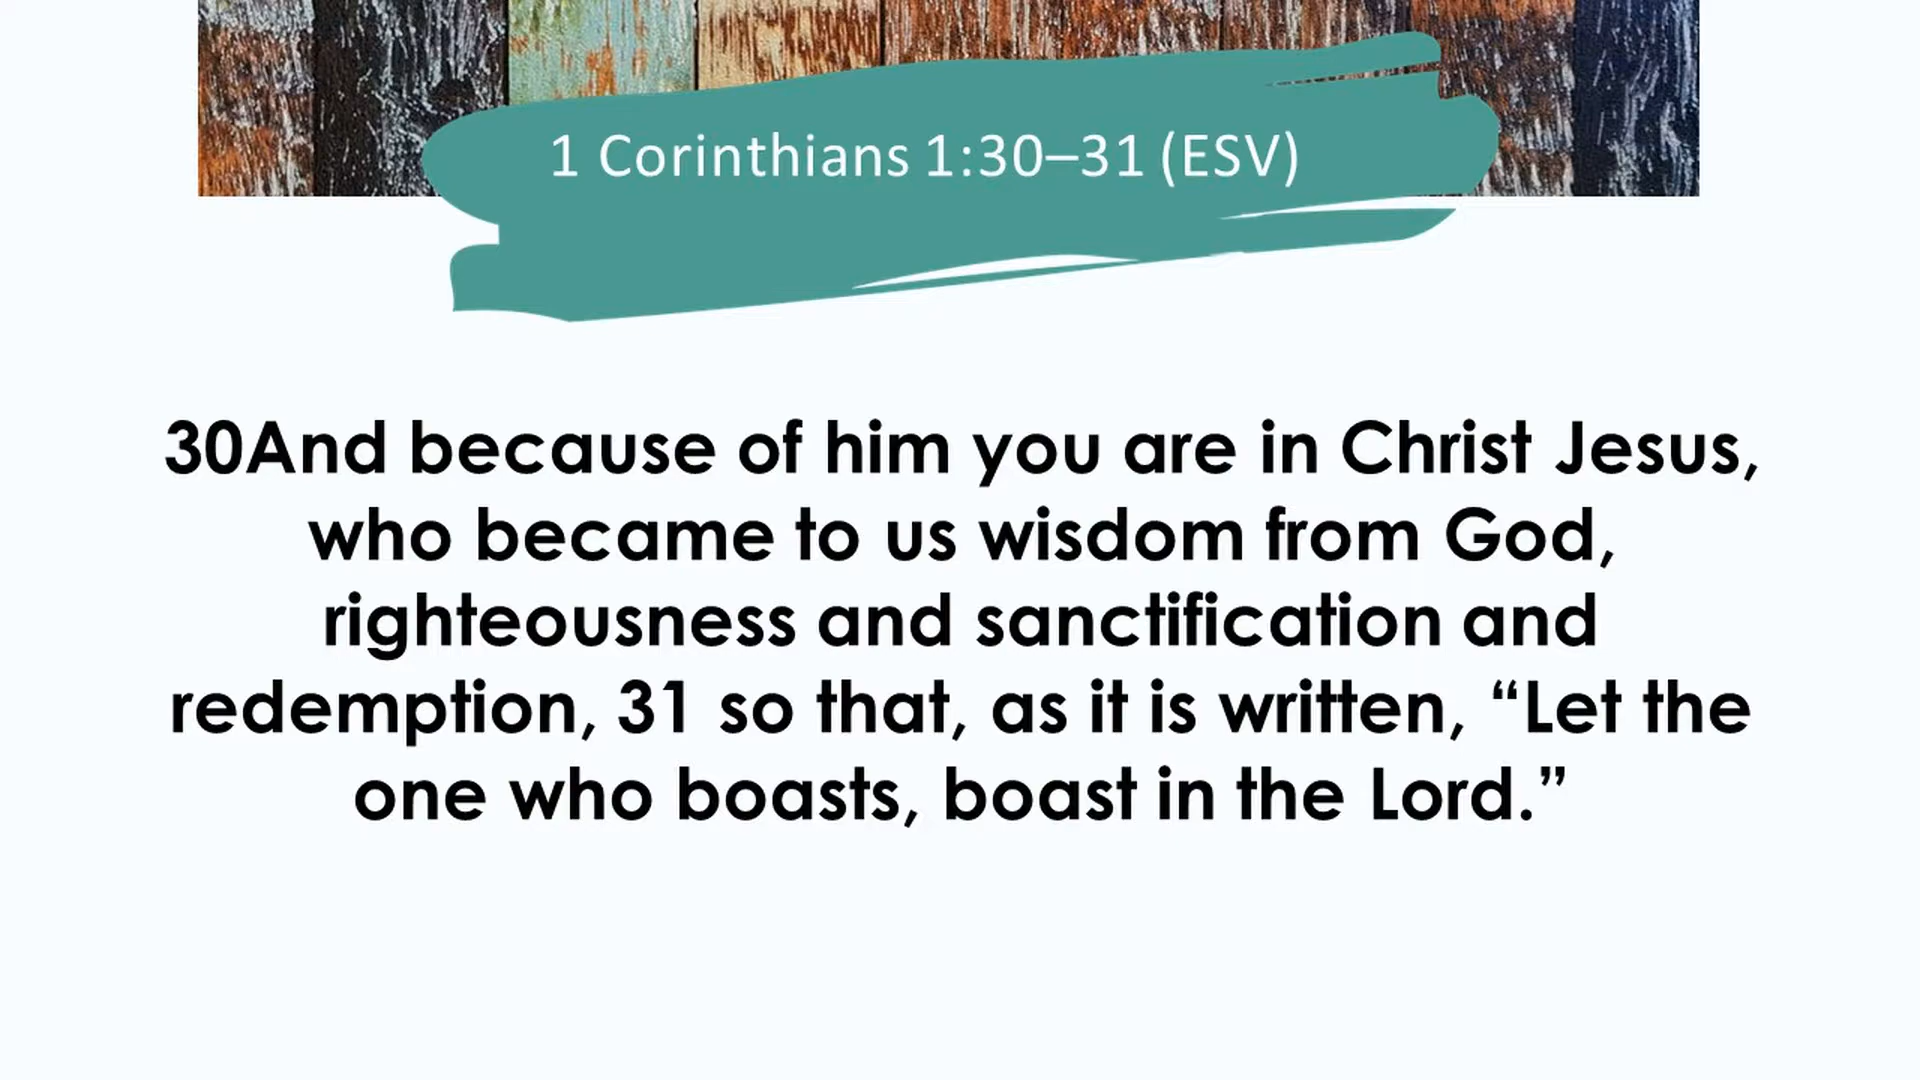 1 Corinthians 1:30–31 (ESV)
30And because of him you are in Christ Jesus,
who became to us wisdom from God,
righteousness and sanctification and
redemption, 31 so that, as it is written, “Let the
one who boasts, boast in the Lord.”